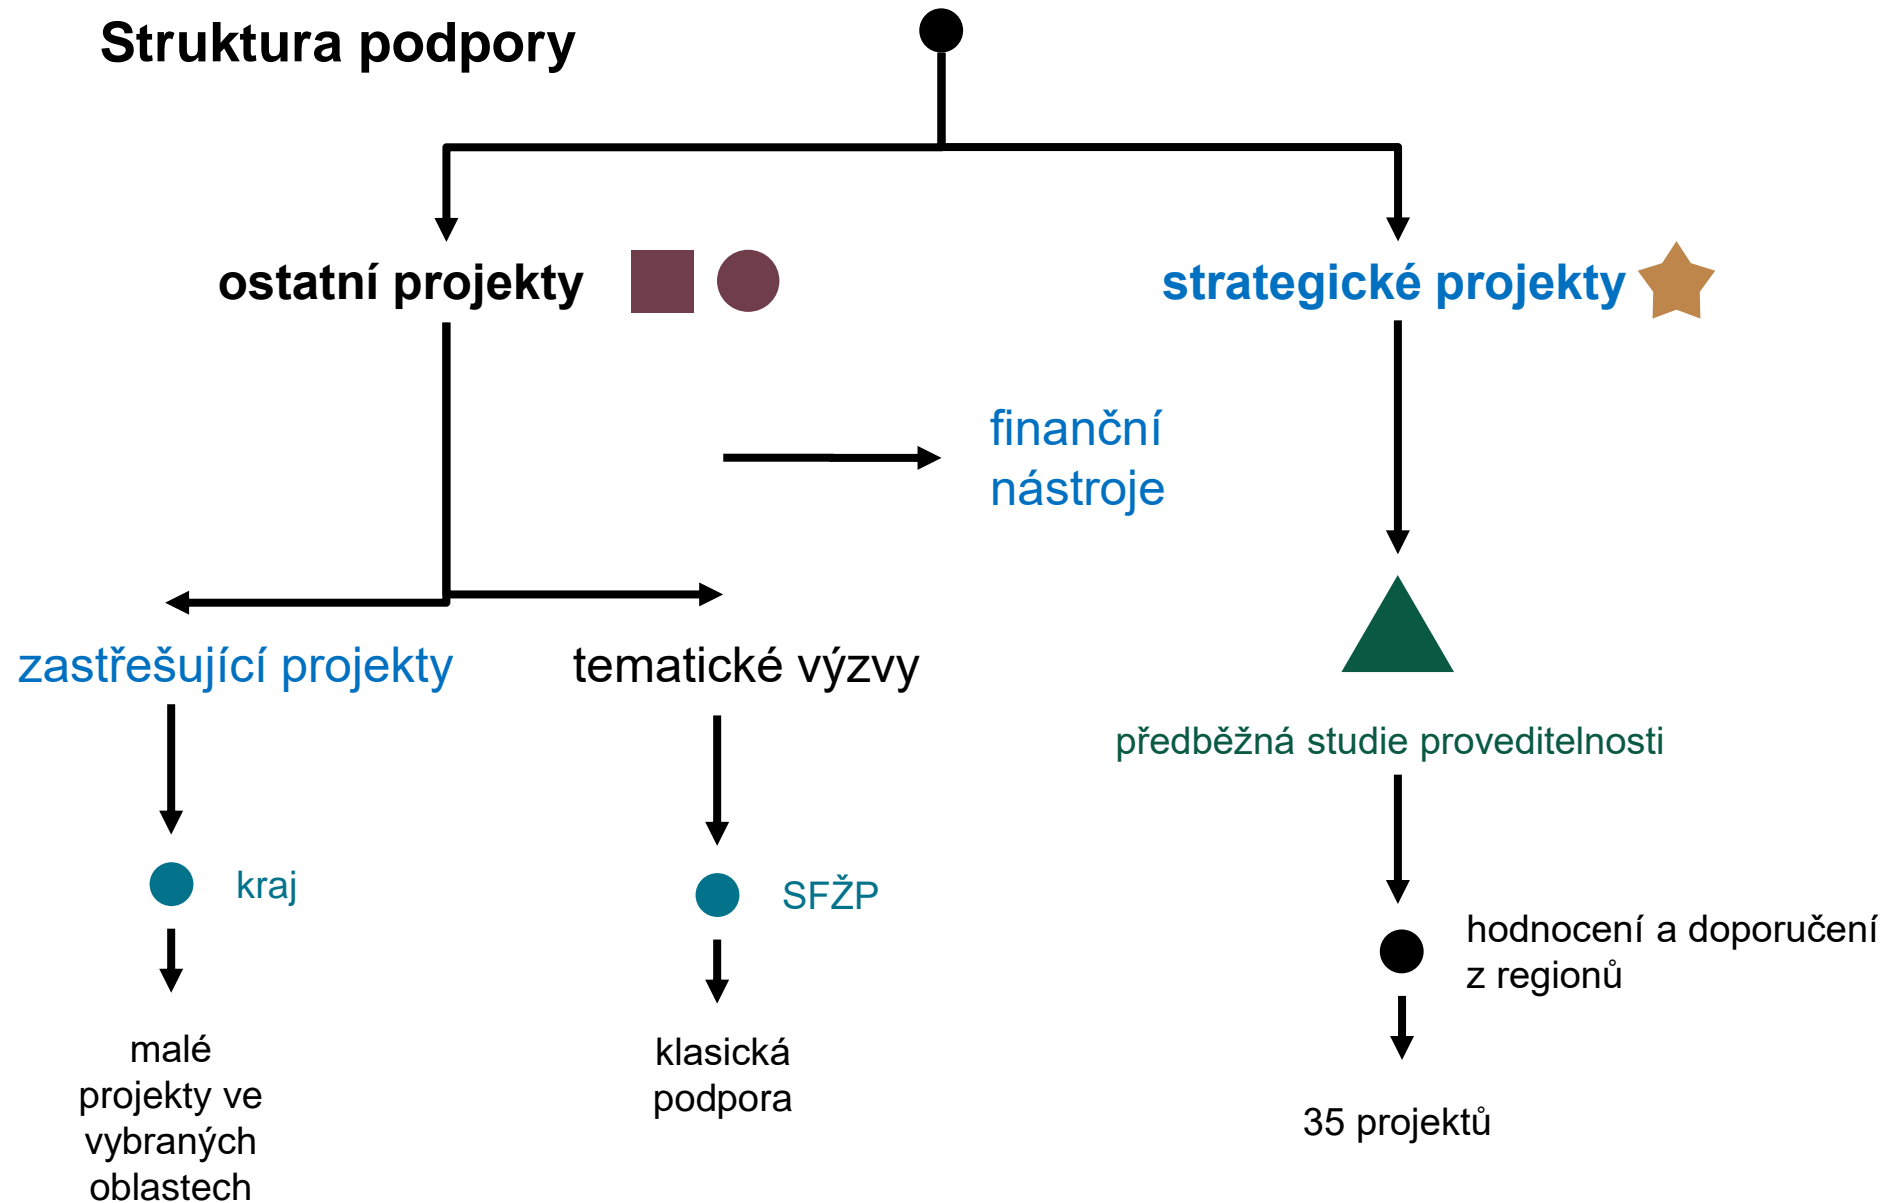 Struktura podpory
ostatní projekty
strategické projekty
finanční
nástroje
zastřešující projekty
tematické výzvy
předběžná studie proveditelnosti
kraj
SFŽP
hodnocení a doporučení
z regionů
malé
projekty ve
vybraných
oblastech
klasická
podpora
35 projektů